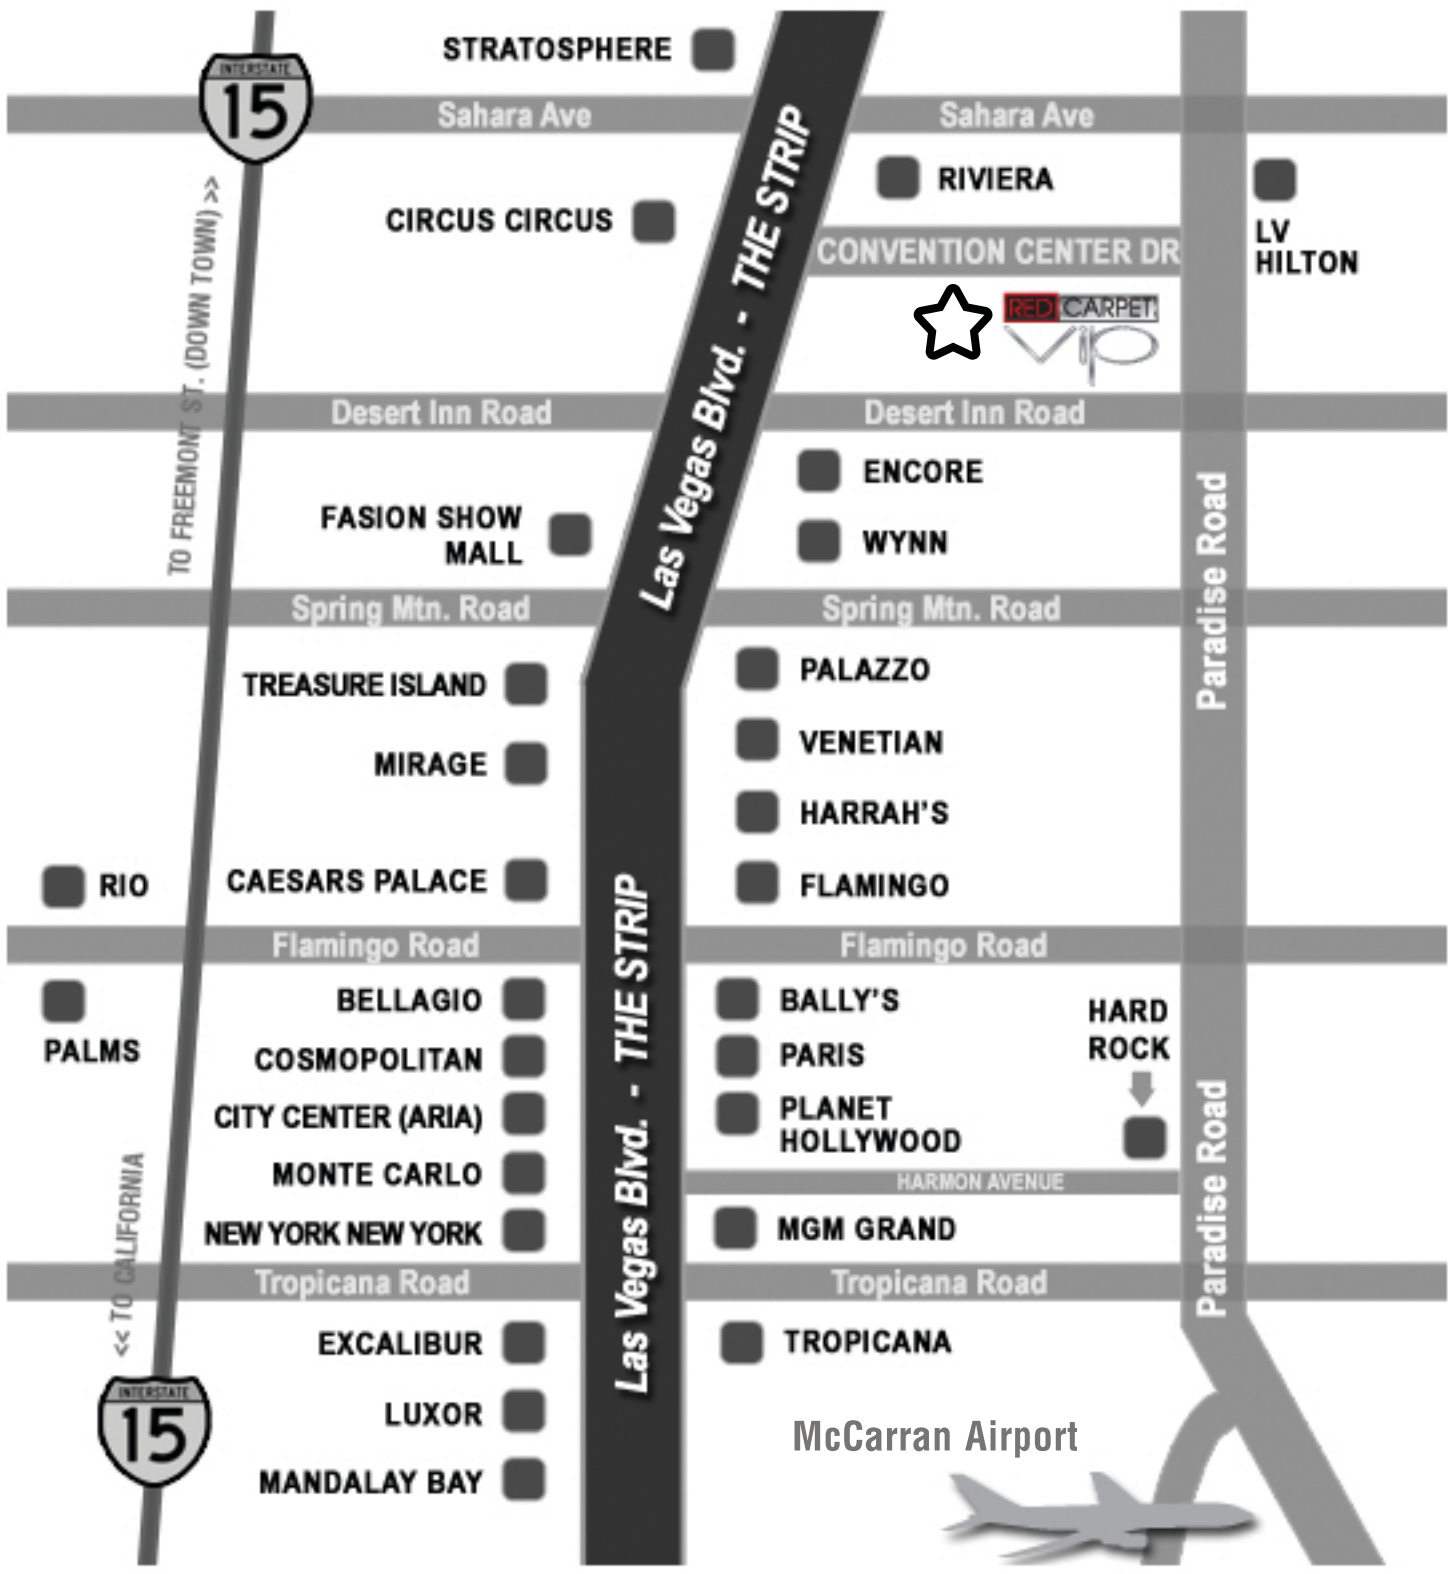 STRATOSPHERE
INTERSTATE
15
Sahara Ave
Sahara Ave
RIVIERA
CIRCUS CIRCUS
LV
HILTON
CONVENTION CENTER DR
RED CARPET
VIP
TO FREEMONT ST. (DOWN TOWN) >>
Las Vegas Blvd. - THE STRIP
Desert Inn Road
Desert Inn Road
ENCORE
FASION SHOW
MALL
WYNN
Paradise Road
Spring Mtn. Road
Spring Mtn. Road
TREASURE ISLAND
PALAZZO
MIRAGE
VENETIAN
HARRAH'S
RIO
CAESARS PALACE
FLAMINGO
Flamingo Road
Flamingo Road
Las Vegas Blvd. - THE STRIP
BELLAGIO
BALLY'S
HARD
ROCK
PALMS
COSMOPOLITAN
PARIS
CITY CENTER (ARIA)
PLANET
HOLLYWOOD
Paradise Road
MONTE CARLO
HARMON AVENUE
NEW YORK NEW YORK
MGM GRAND
<< TO CALIFORNIA
Tropicana Road
Tropicana Road
EXCALIBUR
TROPICANA
INTERSTATE
15
LUXOR
McCarran Airport
MANDALAY BAY